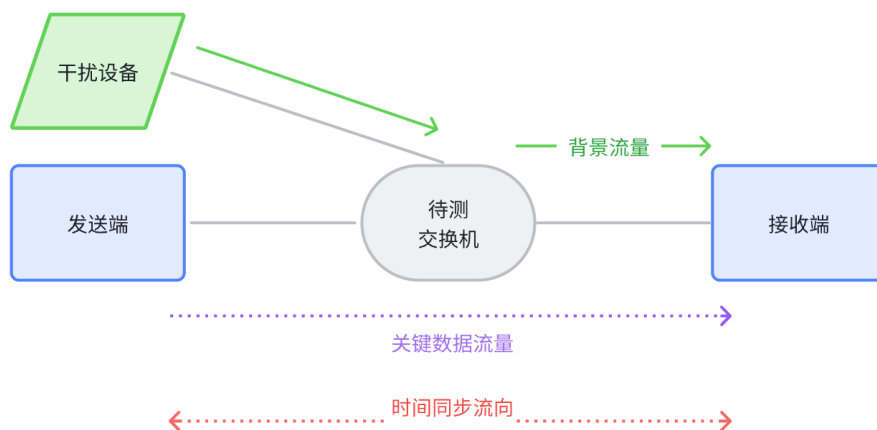 干扰设备
背景流量
发送端
待测
交换机
接收端
关键数据流量
时间同步流向